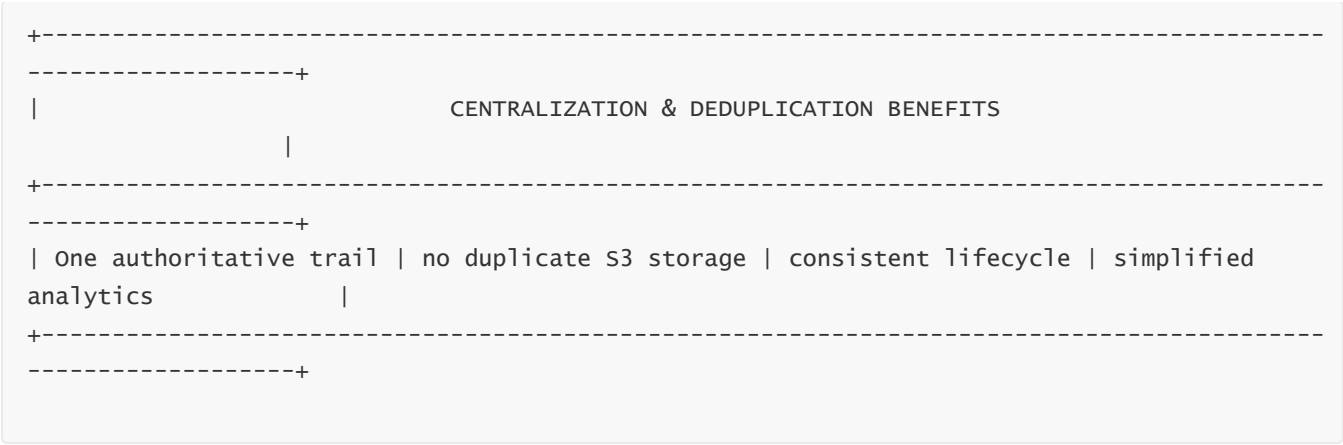 +-------------------------------------------------------------------------------------------
-------------------+
|                             CENTRALIZATION & DEDUPLICATION BENEFITS
                  |
+-------------------------------------------------------------------------------------------
-------------------+
| One authoritative trail | no duplicate S3 storage | consistent lifecycle | simplified
analytics             |
+-------------------------------------------------------------------------------------------
-------------------+